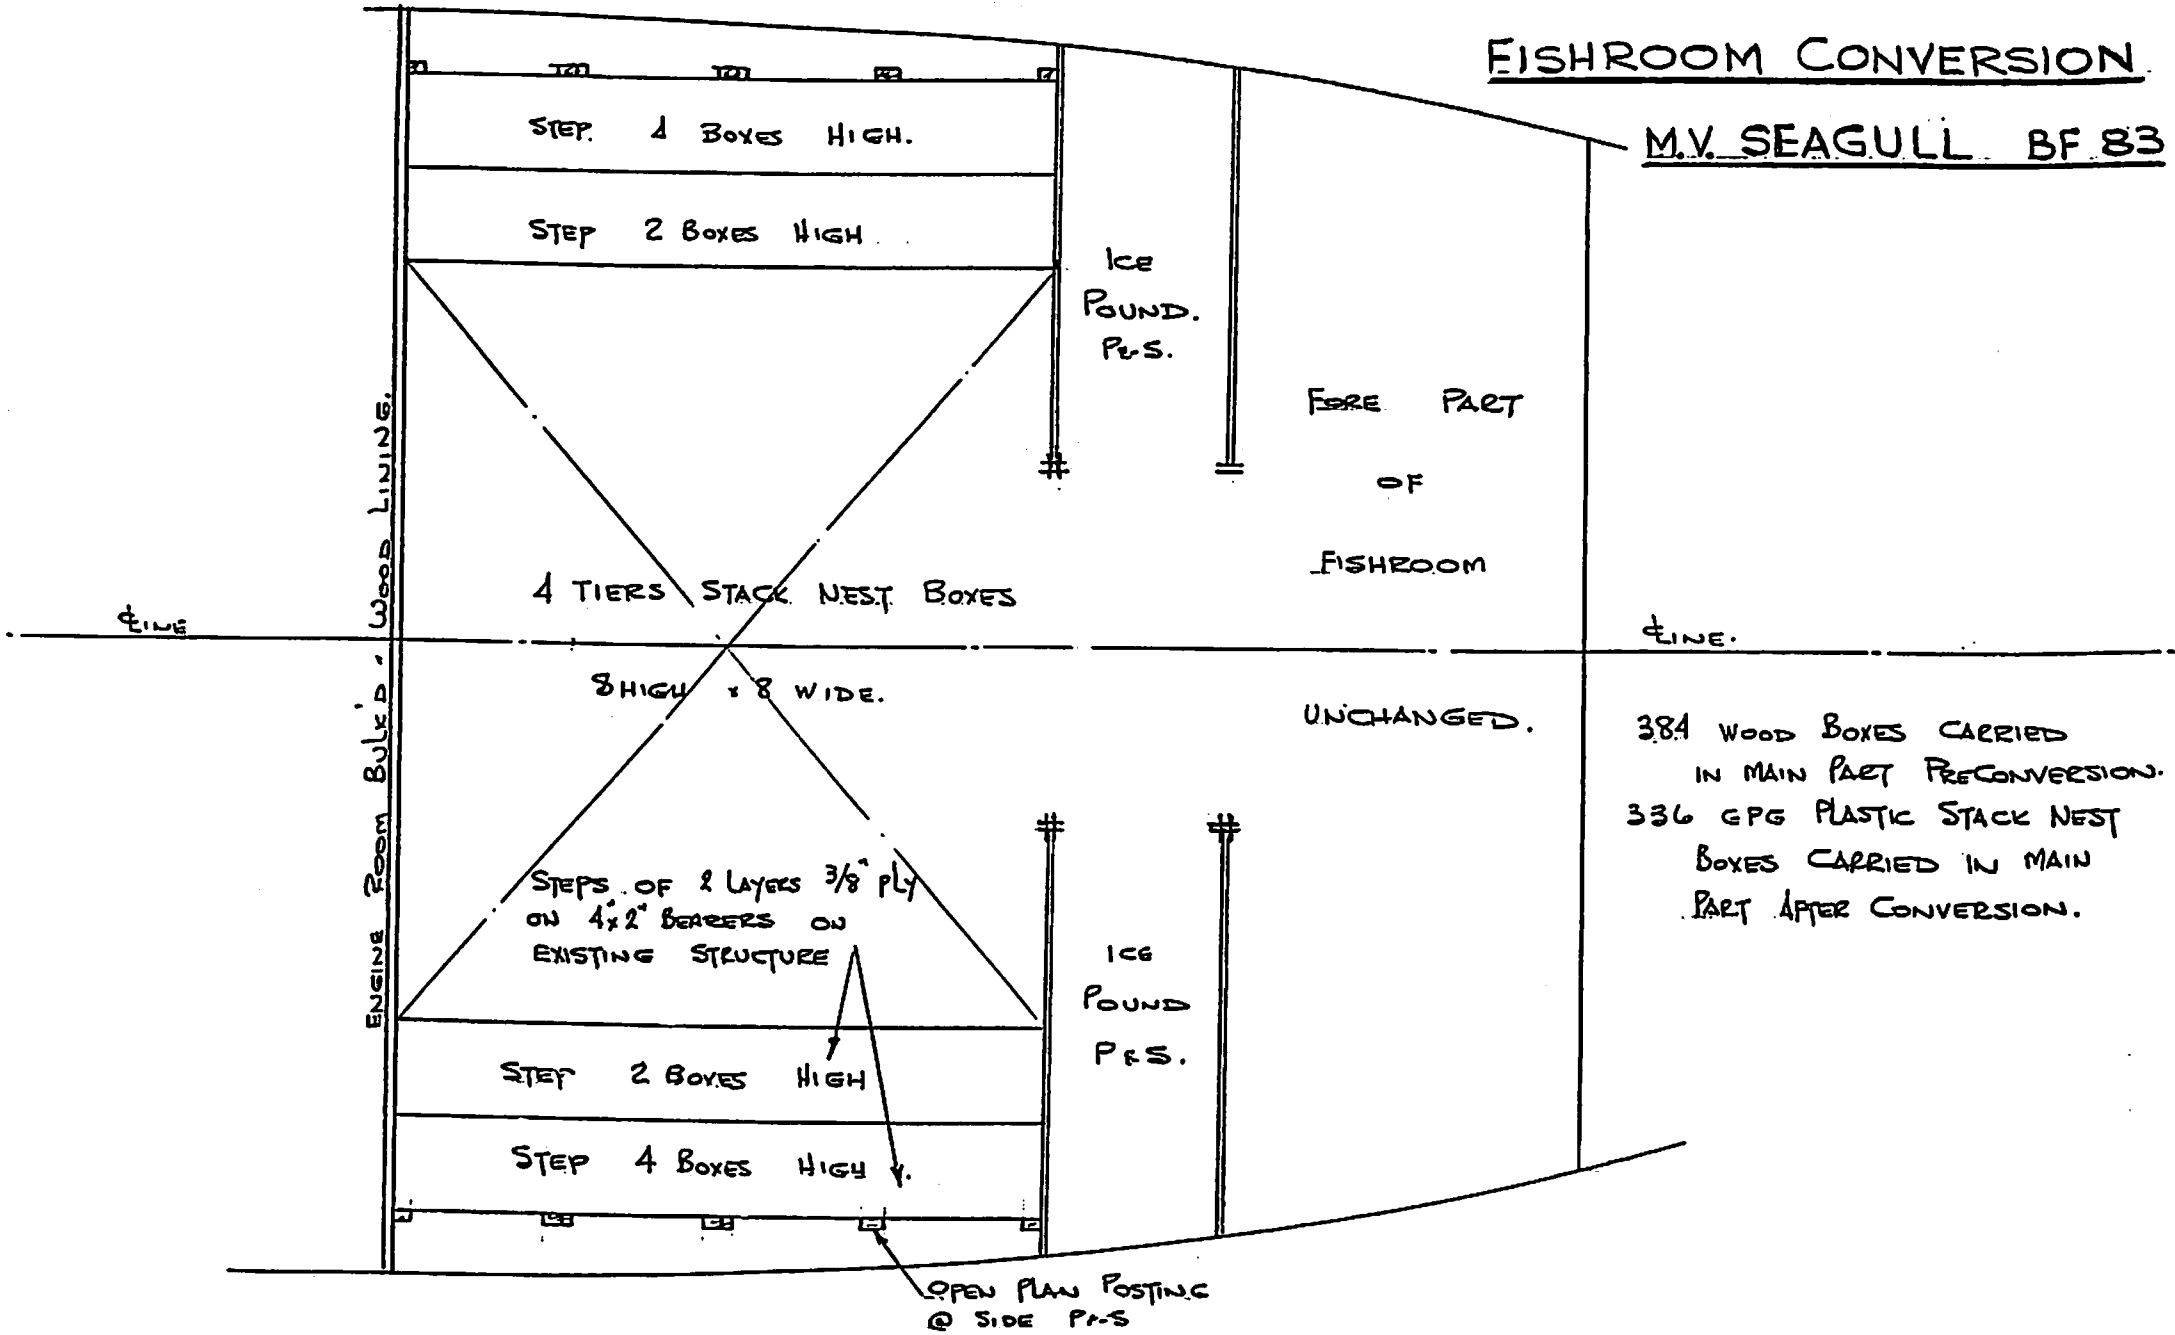 FISHROOM CONVERSION
M.V. SEAGULL BF 83
STEP. 4 BOXES HIGH.
STEP 2 BOXES HIGH.
ICE
POUND.
P&S.
FORE PART
OF
FISHROOM
UNCHANGED.
ENGINE ROOM BULK'D. WOOD LINING.
4 TIERS STACK NEST BOXES
8 HIGH x 8 WIDE.
℄INE
℄INE.
384 WOOD BOXES CARRIED
IN MAIN PART PRECONVERSION.
336 GPG PLASTIC STACK NEST
BOXES CARRIED IN MAIN
PART AFTER CONVERSION.
STEPS OF 2 LAYERS 3/8" PLY
ON 4"x2" BEARERS ON
EXISTING STRUCTURE
ICE
POUND
P&S.
STEP 2 BOXES HIGH
STEP 4 BOXES HIGH.
OPEN PLAN POSTING
@ SIDE P&S